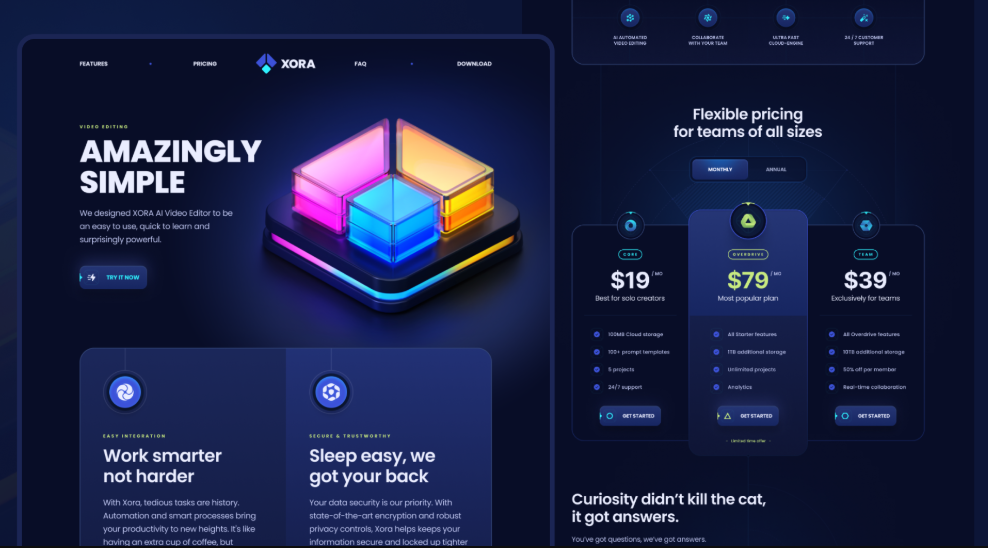 FEATURES
PRICING
XORA
FAQ
DOWNLOAD
VIDEO EDITING
AMAZINGLY
SIMPLE
We designed XORA AI Video Editor to be
an easy to use, quick to learn and
surprisingly powerful.
TRY IT NOW
EASY INTEGRATION
Work smarter
not harder
With Xora, tedious tasks are history.
Automation and smart processes bring
your productivity to new heights. It's like
having an extra cup of coffee, but
SECURE & TRUSTWORTHY
Sleep easy, we
got your back
Your data security is our priority. With
state-of-the-art encryption and robust
privacy controls, Xora helps keeps your
information secure and locked up tighter
AI AUTOMATED
VIDEO EDITING
COLLABORATE
WITH YOUR TEAM
ULTRA FAST
CLOUD-ENGINE
24 / 7 CUSTOMER
SUPPORT
Flexible pricing
for teams of all sizes
MONTHLY
ANNUAL
CORE
$19 / MO
Best for solo creators
100MB Cloud storage
100+ prompt templates
5 projects
24/7 support
GET STARTED
OVERDRIVE
$79 / MO
Most popular plan
All Starter features
1TB additional storage
Unlimited projects
Analytics
GET STARTED
Limited time offer
TEAM
$39 / MO
Exclusively for teams
All Overdrive features
10TB additional storage
50% off per member
Real-time collaboration
GET STARTED
Curiosity didn't kill the cat,
it got answers.
You've got questions, we've got answers.